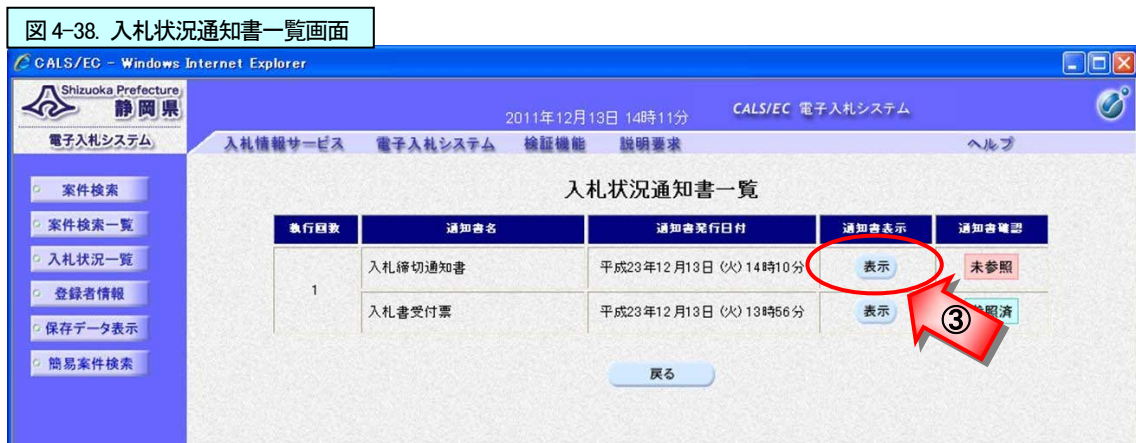 図 4-38. 入札状況通知書一覧画面
CALS/EC - Windows Internet Explorer
Shizuoka Prefecture
静岡県
電子入札システム
2011年12月13日 14時11分
CALS/EC 電子入札システム
入札情報サービス 電子入札システム 検証機能 説明要求 ヘルプ
案件検索
案件検索一覧
入札状況一覧
登録者情報
保存データ表示
簡易案件検索
入札状況通知書一覧
執行回数 通知書名 通知書発行日付 通知書表示 通知書確認
1
入札締切通知書 平成23年12月13日 (火) 14時10分 表示 未参照
入札書受付票 平成23年12月13日 (火) 13時56分 表示 照済
③
戻る